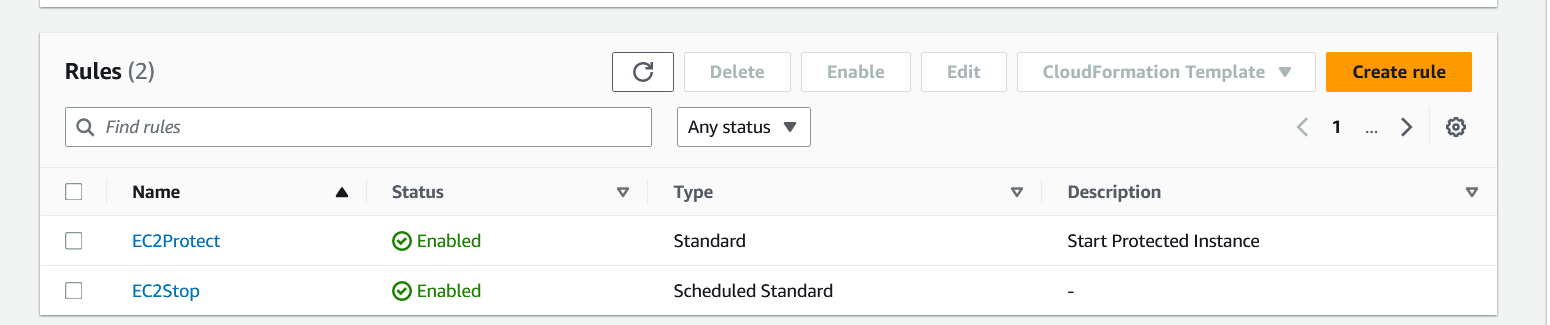 Rules (2)
Delete
Enable
Edit
CloudFormation Template
Create rule
Find rules
Any status
1
...
Name
Status
Type
Description
EC2Protect
Enabled
Standard
Start Protected Instance
EC2Stop
Enabled
Scheduled Standard
-